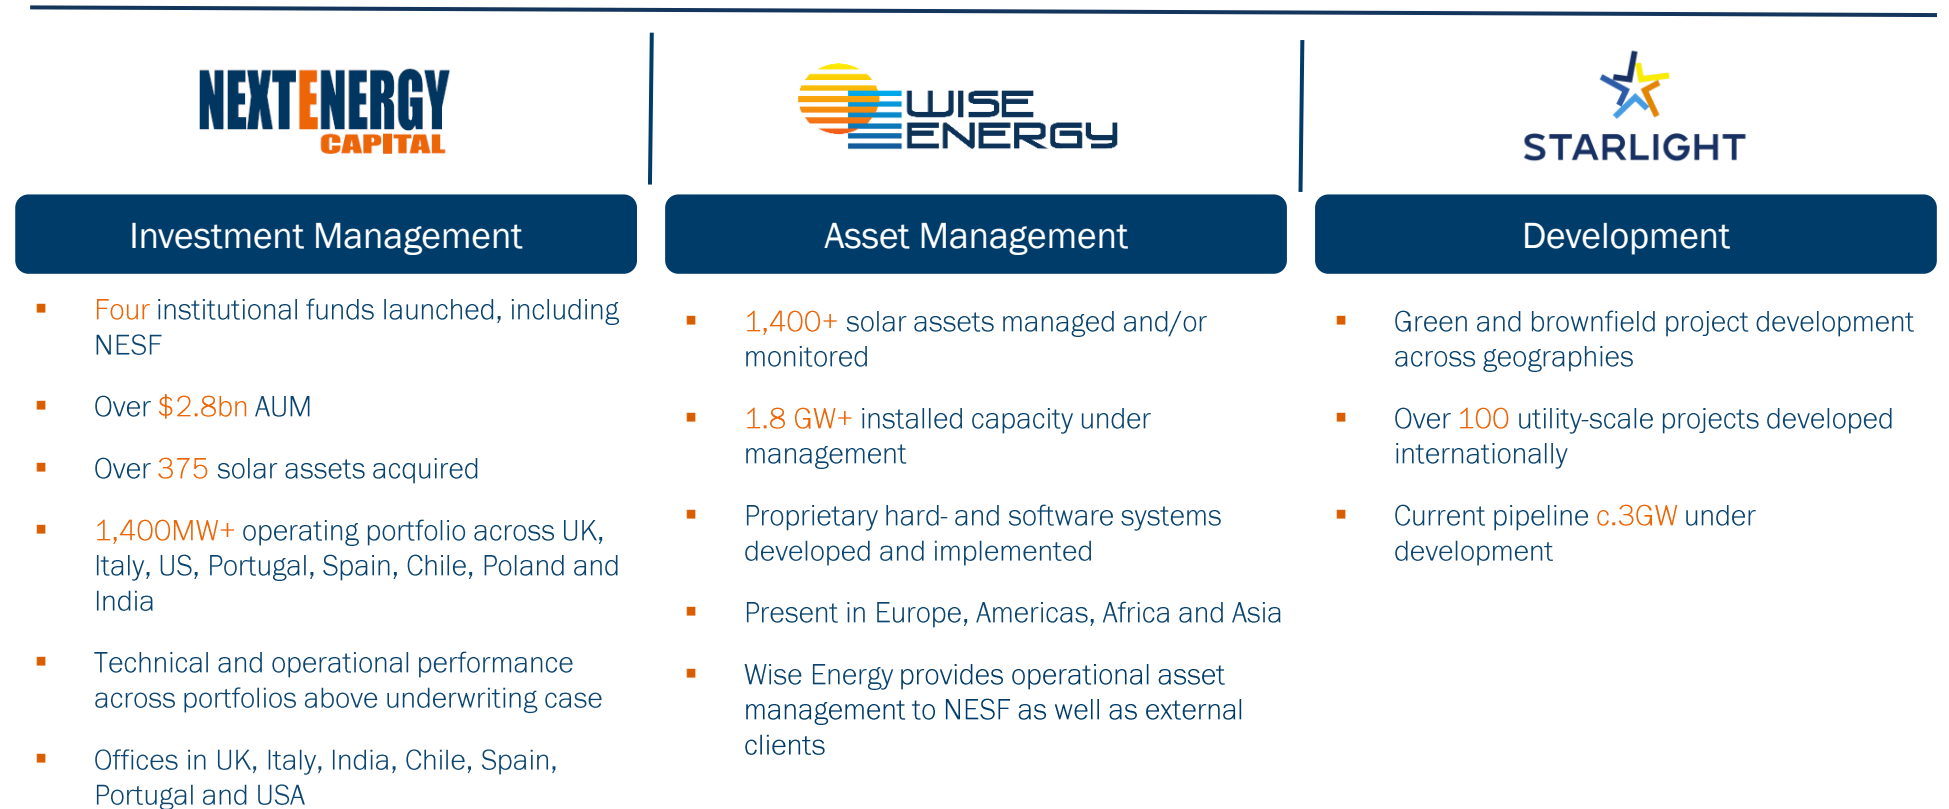 NEXTENERGY
CAPITAL
Investment Management
▪ Four institutional funds launched, including
NESF
▪ Over $2.8bn AUM
▪ Over 375 solar assets acquired
▪ 1,400MW+ operating portfolio across UK,
Italy, US, Portugal, Spain, Chile, Poland and
India
▪ Technical and operational performance
across portfolios above underwriting case
▪ Offices in UK, Italy, India, Chile, Spain,
Portugal and USA
WISE
ENERGY
Asset Management
▪ 1,400+ solar assets managed and/or
monitored
▪ 1.8 GW+ installed capacity under
management
▪ Proprietary hard- and software systems
developed and implemented
▪ Present in Europe, Americas, Africa and Asia
▪ Wise Energy provides operational asset
management to NESF as well as external
clients
STARLIGHT
Development
▪ Green and brownfield project development
across geographies
▪ Over 100 utility-scale projects developed
internationally
▪ Current pipeline c.3GW under
development